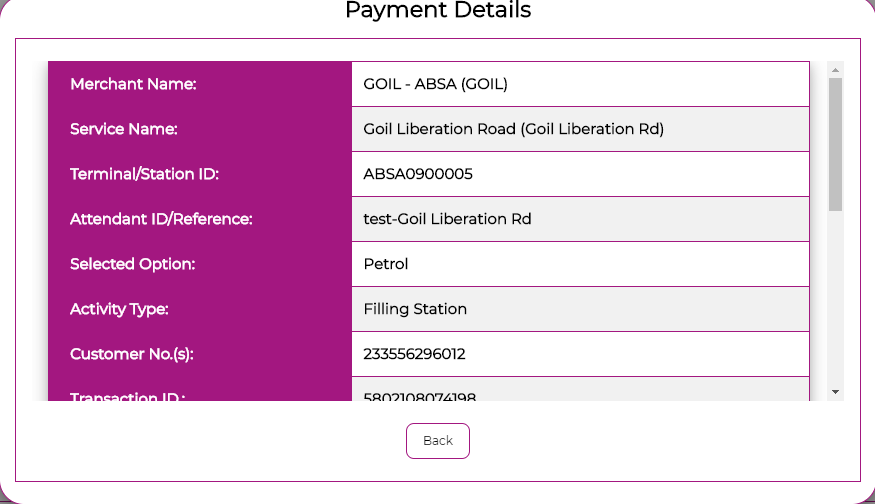 Payment Details
Merchant Name: GOIL - ABSA (GOIL)
Service Name: Goil Liberation Road (Goil Liberation Rd)
Terminal/Station ID: ABSA0900005
Attendant ID/Reference: test-Goil Liberation Rd
Selected Option: Petrol
Activity Type: Filling Station
Customer No.(s): 233556296012
Transaction ID.: 5802108074198
Back